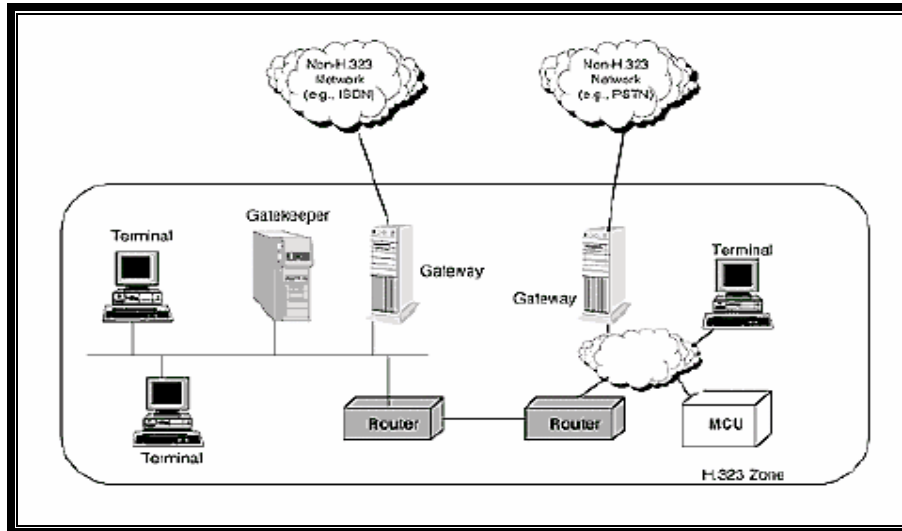 Non-H.323
Network
(e.g., ISDN)
Non-H.323
Network
(e.g., PSTN)
Gatekeeper
Terminal
Gateway
Terminal
Gateway
Terminal
Router
Router
MCU
H.323 Zone